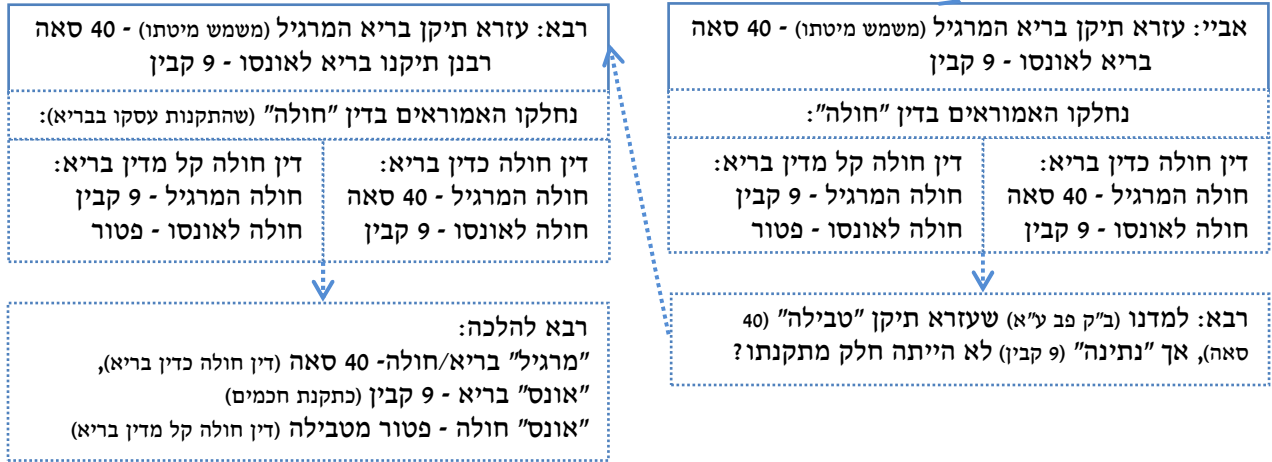 אביי: עזרא תיקן בריא המרגיל (משמש מיטתו) - 40 סאה
בריא לאונסו - 9 קבין
נחלקו האמוראים בדין "חולה":
דין חולה כדין בריא:
חולה המרגיל - 40 סאה
חולה לאונסו - 9 קבין
דין חולה קל מדין בריא:
חולה המרגיל - 9 קבין
חולה לאונסו - פטור
רבא: למדנו (ב"ק פב ע"א) שעזרא תיקן "טבילה" (40
סאה), אך "נתינה" (9 קבין) לא הייתה חלק מתקנתו?
רבא: עזרא תיקן בריא המרגיל (משמש מיטתו) - 40 סאה
רבנן תיקנו בריא לאונסו - 9 קבין
נחלקו האמוראים בדין "חולה" (שהתקנות עסקו בבריא):
דין חולה כדין בריא:
חולה המרגיל - 40 סאה
חולה לאונסו - 9 קבין
דין חולה קל מדין בריא:
חולה המרגיל - 9 קבין
חולה לאונסו - פטור
רבא להלכה:
"מרגיל" בריא/חולה- 40 סאה (דין חולה כדין בריא),
"אונס" בריא - 9 קבין (כתקנת חכמים)
"אונס" חולה - פטור מטבילה (דין חולה קל מדין בריא)